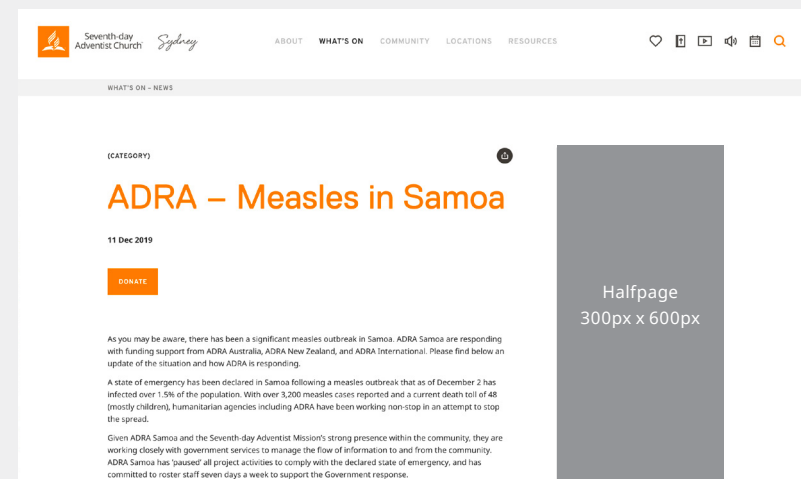 Seventh-day
Adventist Church
Sydney
ABOUT WHAT'S ON COMMUNITY LOCATIONS RESOURCES
WHAT'S ON – NEWS
{CATEGORY}
ADRA – Measles in Samoa
11 Dec 2019
DONATE
Halfpage
300px x 600px
As you may be aware, there has been a significant measles outbreak in Samoa. ADRA Samoa are responding
with funding support from ADRA Australia, ADRA New Zealand, and ADRA International. Please find below an
update of the situation and how ADRA is responding.
A state of emergency has been declared in Samoa following a measles outbreak that as of December 2 has
infected over 1.5% of the population. With over 3,200 measles cases reported and a current death toll of 48
(mostly children), humanitarian agencies including ADRA have been working non-stop in an attempt to stop
the spread.
Given ADRA Samoa and the Seventh-day Adventist Mission's strong presence within the community, they are
working closely with government services to manage the flow of information to and from the community.
ADRA Samoa has 'paused' all project activities to comply with the declared state of emergency, and has
committed to roster staff seven days a week to support the Government response.